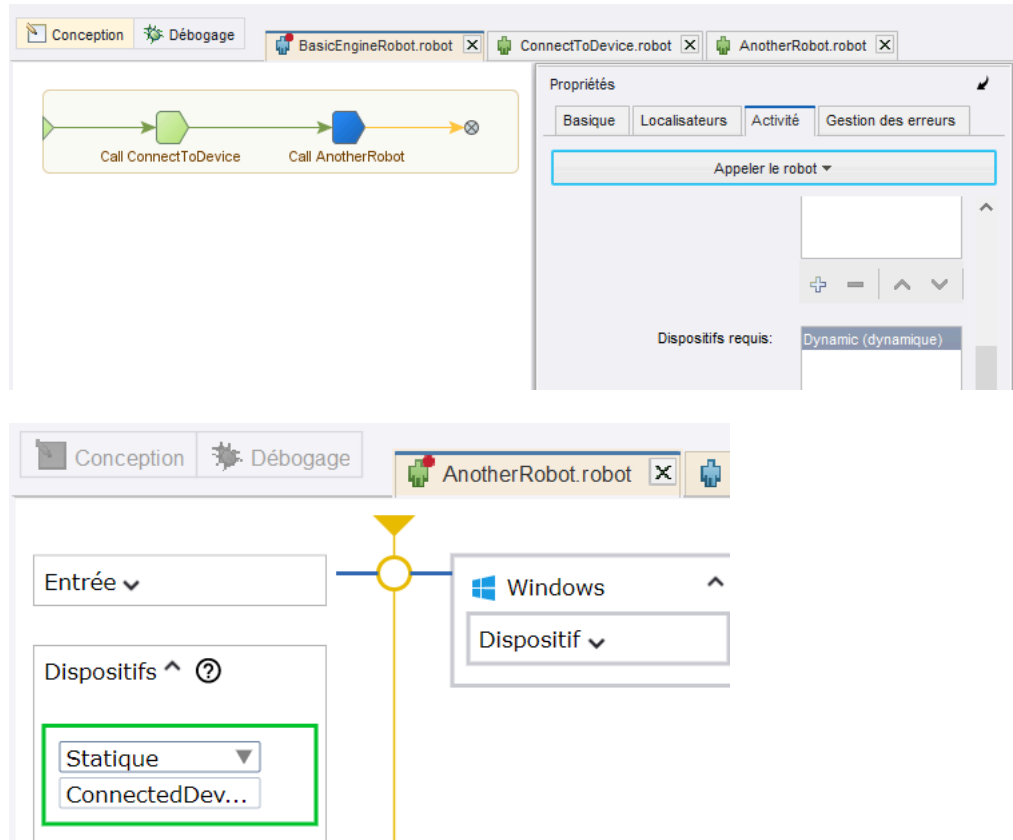 Conception Débogage
BasicEngineRobot.robot ConnectToDevice.robot AnotherRobot.robot
Call ConnectToDevice Call AnotherRobot
Propriétés
Basique Localisateurs Activité Gestion des erreurs
Appeler le robot
Dispositifs requis: Dynamic (dynamique)
Conception Débogage
AnotherRobot.robot
Entrée
Windows
Dispositif
Dispositifs
Statique
ConnectedDev...